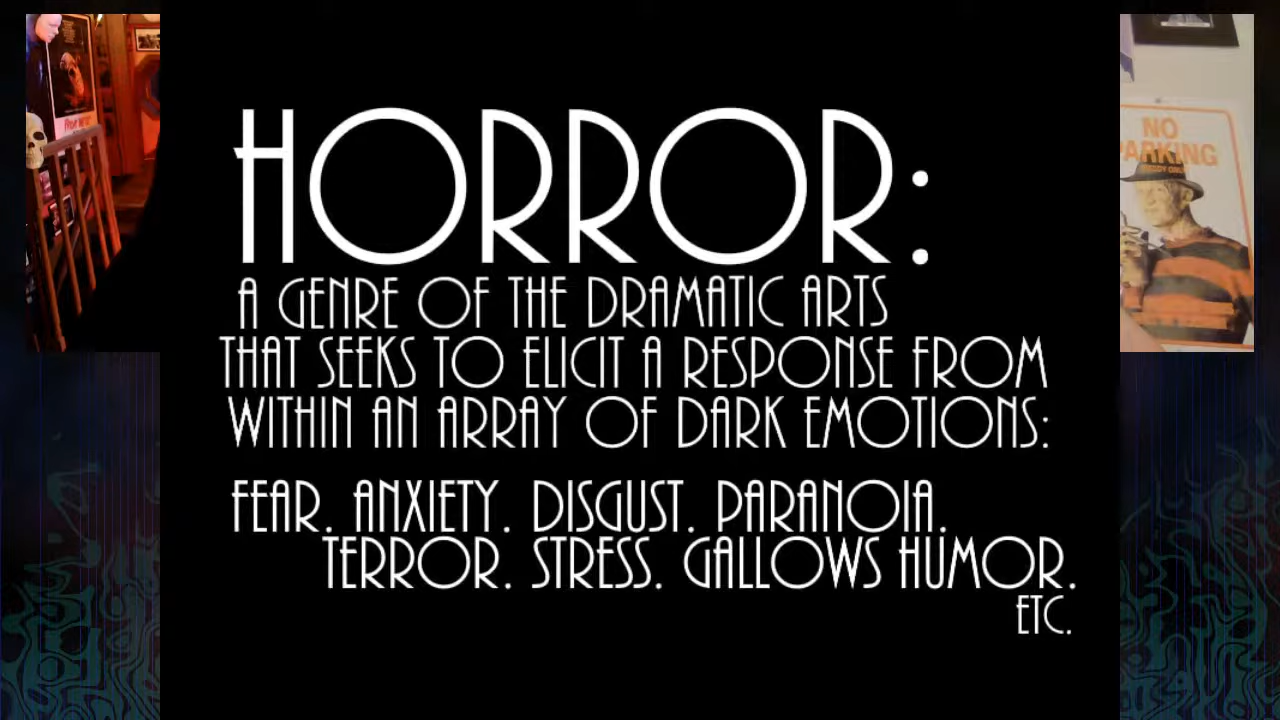 HORROR:
A GENRE OF THE DRAMATIC ARTS
THAT SEEKS TO ELICIT A RESPONSE FROM
WITHIN AN ARRAY OF DARK EMOTIONS:
FEAR. ANXIETY. DISGUST. PARANOIA.
TERROR. STRESS. GALLOWS HUMOR.
ETC.
NO
PARKING